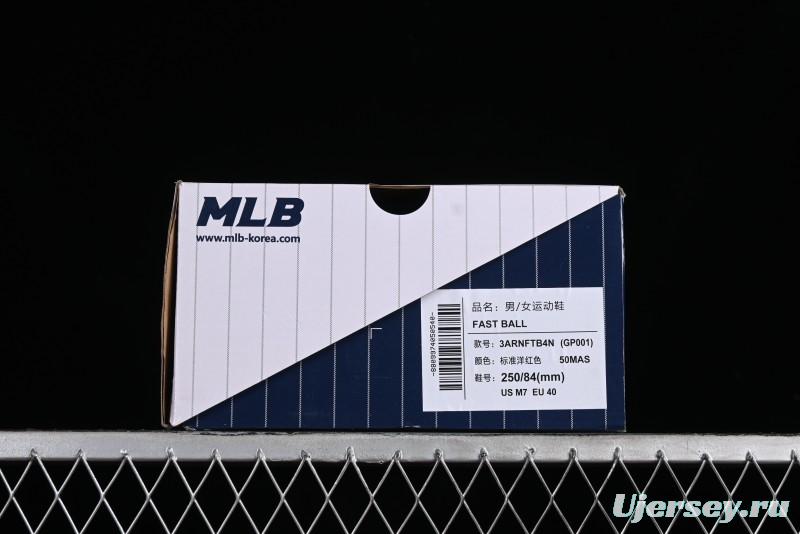 MLB
www.mlb-korea.com
品名：男/女运动鞋
FAST BALL
款号：3ARNFTB4N (GP001)
颜色：标准洋红色 50MAS
鞋号：250/84(mm)
US M7 EU 40
Ujersey.ru